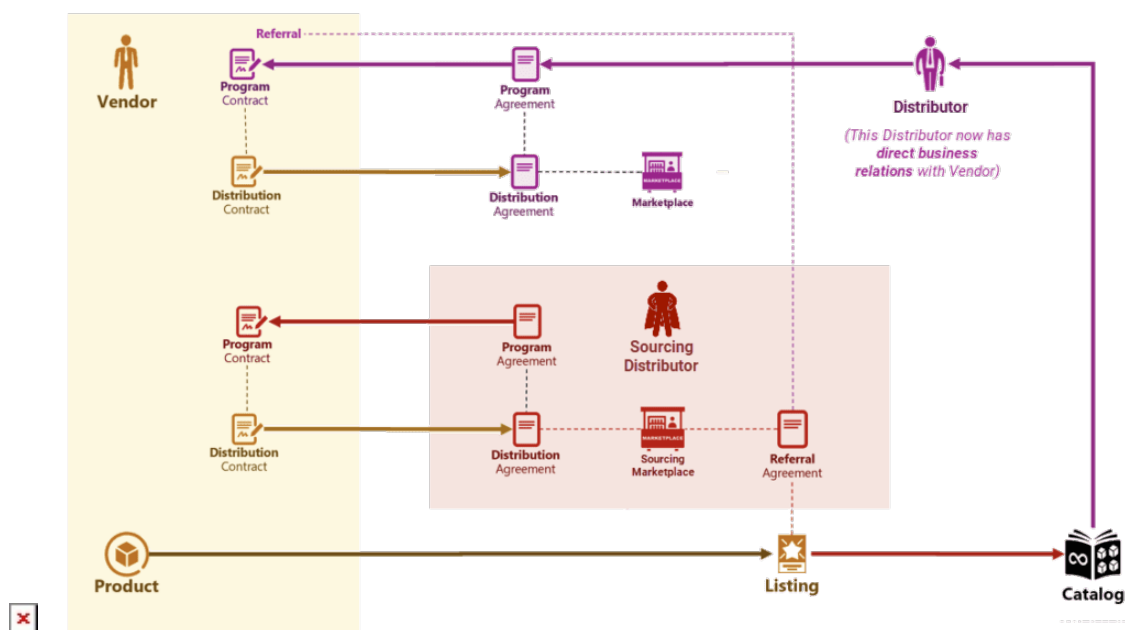 Referral
Vendor
Program
Contract
Program
Agreement
Distributor
(This Distributor now has
direct business
relations with Vendor)
Distribution
Contract
Distribution
Agreement
MARKETPLACE
Marketplace
Program
Contract
Program
Agreement
Sourcing
Distributor
Distribution
Contract
Distribution
Agreement
MARKETPLACE
Sourcing
Marketplace
Referral
Agreement
Product
Listing
Catalog